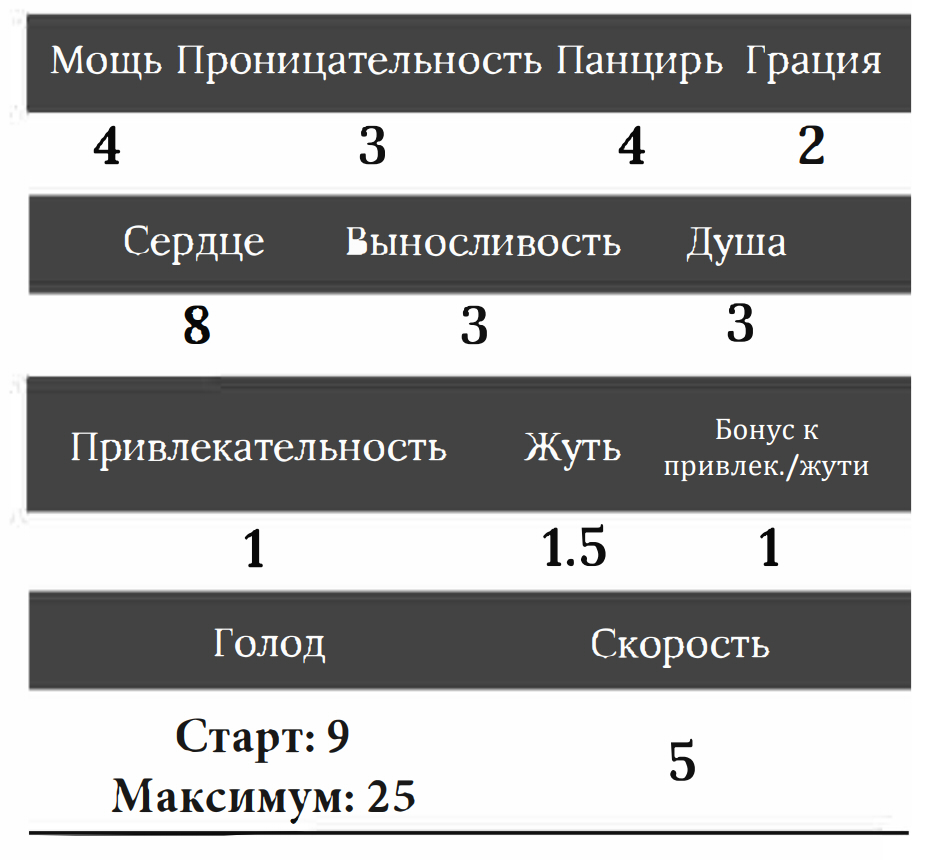 Мощь Проницательность Панцирь Грация
4 3 4 2
Сердце Выносливость Душа
8 3 3
Привлекательность Жуть Бонус к
привлек./жути
1 1.5 1
Голод Скорость
Старт: 9
Максимум: 25
5